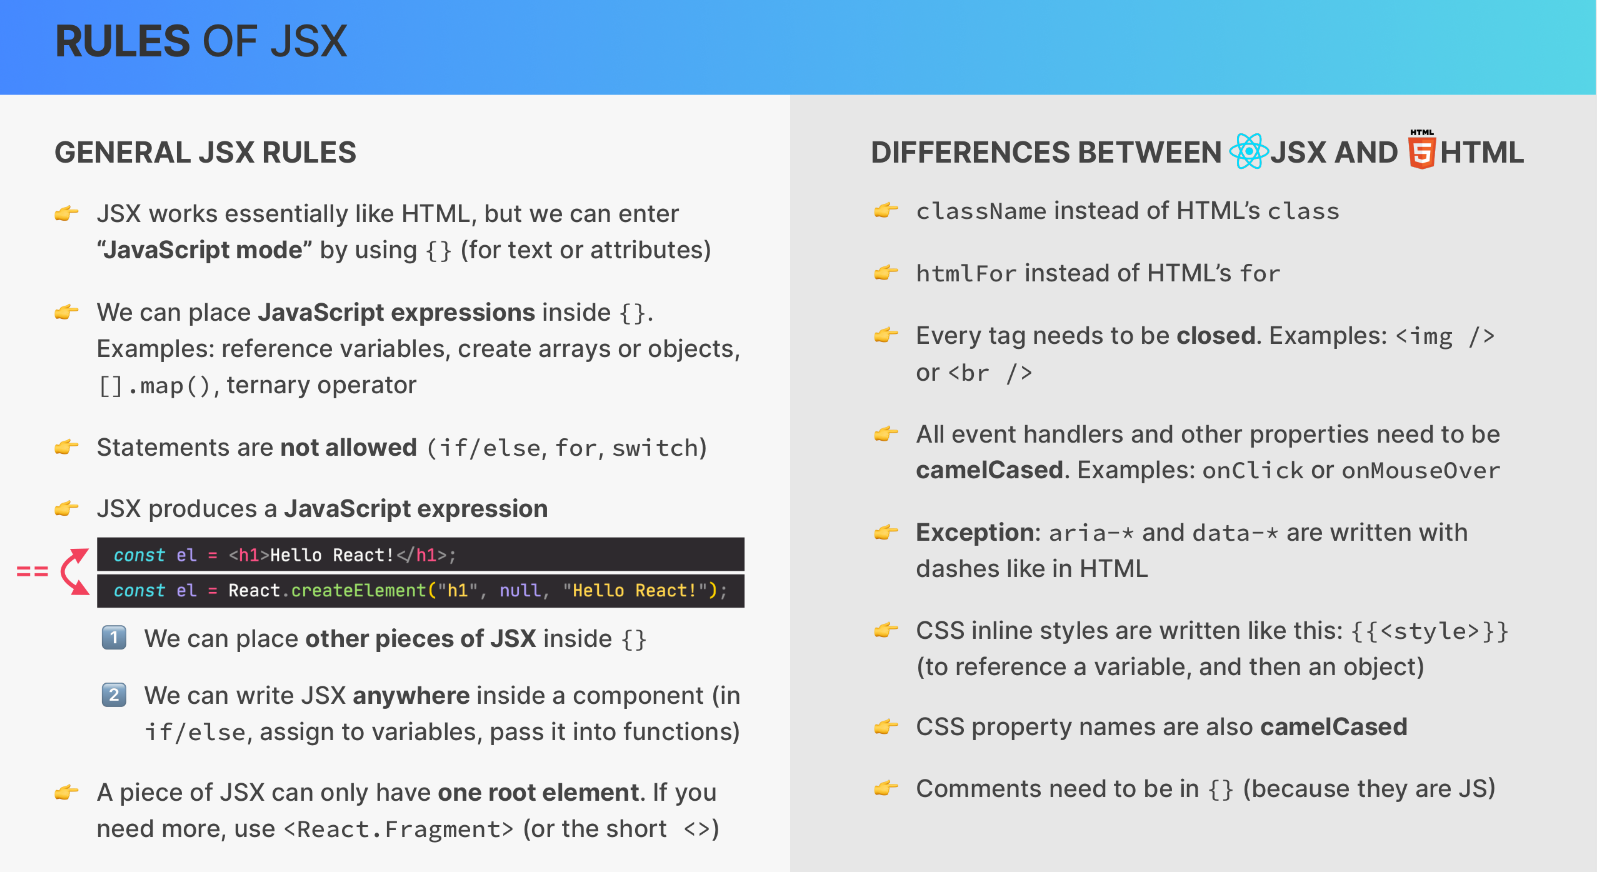 RULES OF JSX
GENERAL JSX RULES
👉 JSX works essentially like HTML, but we can enter
“JavaScript mode” by using {} (for text or attributes)
👉 We can place JavaScript expressions inside {}.
Examples: reference variables, create arrays or objects,
[].map(), ternary operator
👉 Statements are not allowed (if/else, for, switch)
👉 JSX produces a JavaScript expression
==
const el = <h1>Hello React!</h1>;
const el = React.createElement("h1", null, "Hello React!");
1 We can place other pieces of JSX inside {}
2 We can write JSX anywhere inside a component (in
if/else, assign to variables, pass it into functions)
👉 A piece of JSX can only have one root element. If you
need more, use <React.Fragment> (or the short <>)
DIFFERENCES BETWEEN JSX AND HTML 5 HTML
👉 className instead of HTML’s class
👉 htmlFor instead of HTML’s for
👉 Every tag needs to be closed. Examples: <img />
or <br />
👉 All event handlers and other properties need to be
camelCased. Examples: onClick or onMouseOver
👉 Exception: aria-* and data-* are written with
dashes like in HTML
👉 CSS inline styles are written like this: {{<style>}}
(to reference a variable, and then an object)
👉 CSS property names are also camelCased
👉 Comments need to be in {} (because they are JS)